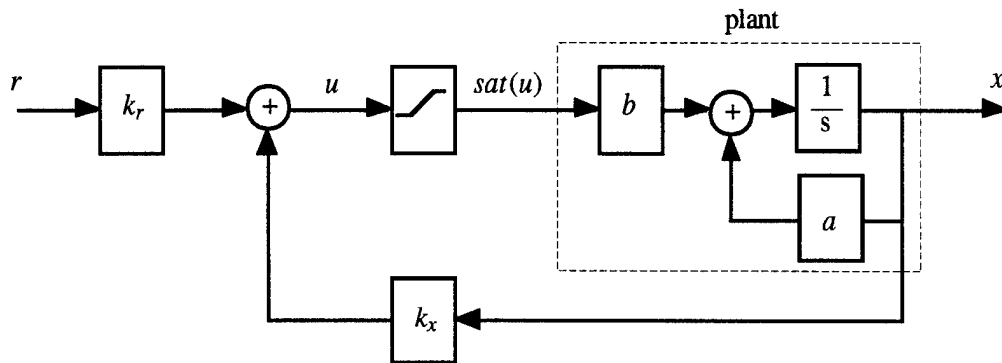 plant
r
k_r
+
u
sat(u)
b
+
1
s
x
a
k_x